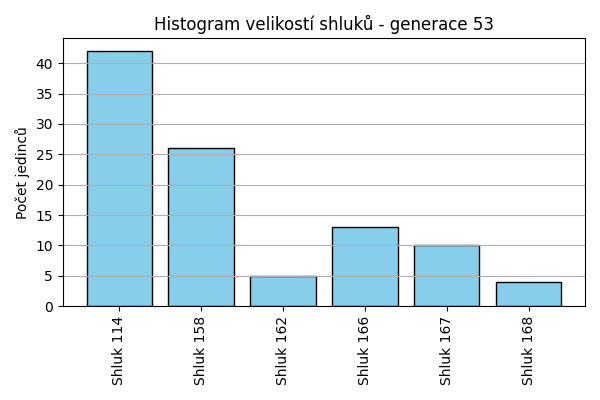 Histogram velikostí shluků - generace 53
Počet jedinců
40
35
30
25
20
15
10
5
0
Shluk 114
Shluk 158
Shluk 162
Shluk 166
Shluk 167
Shluk 168